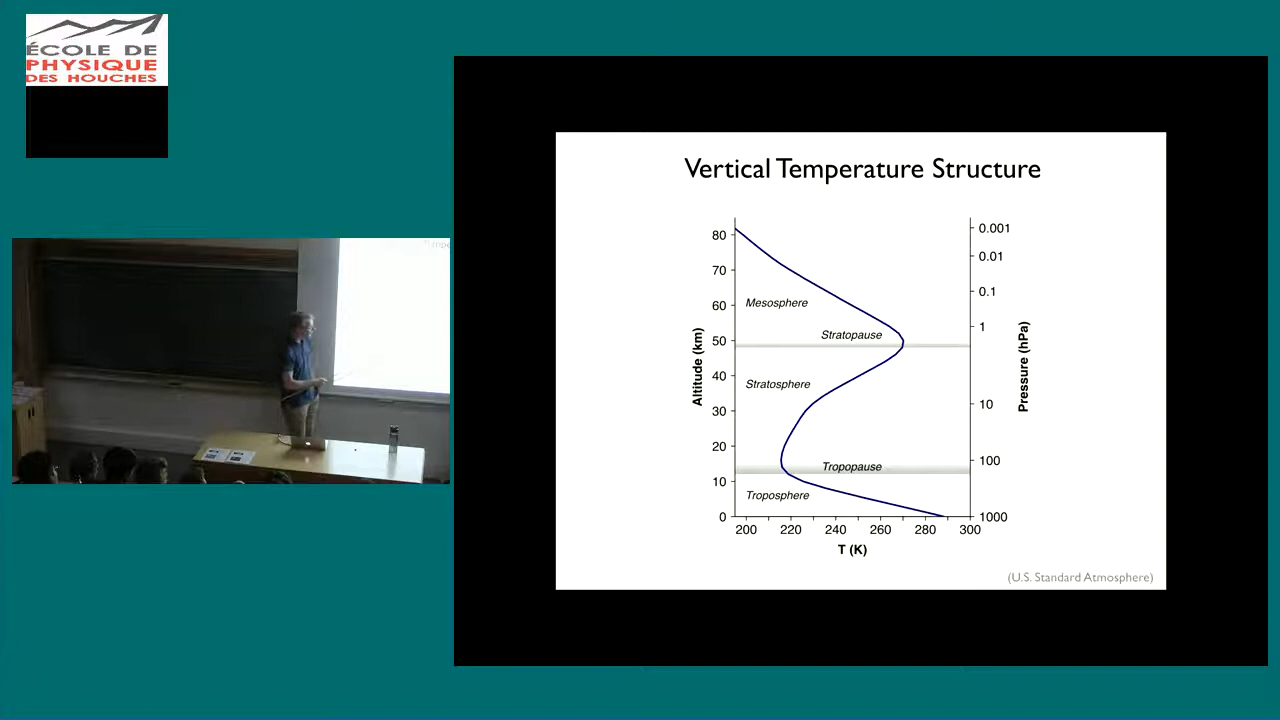 ÉCOLE DE
PHYSIQUE
DES HOUCHES
Vertical Temperature Structure
80
70
60
50
40
30
20
10
0
Altitude (km)
Mesosphere
Stratopause
Stratosphere
Tropopause
Troposphere
0.001
0.01
0.1
1
10
100
1000
Pressure (hPa)
200 220 240 260 280 300
T (K)
(U.S. Standard Atmosphere)